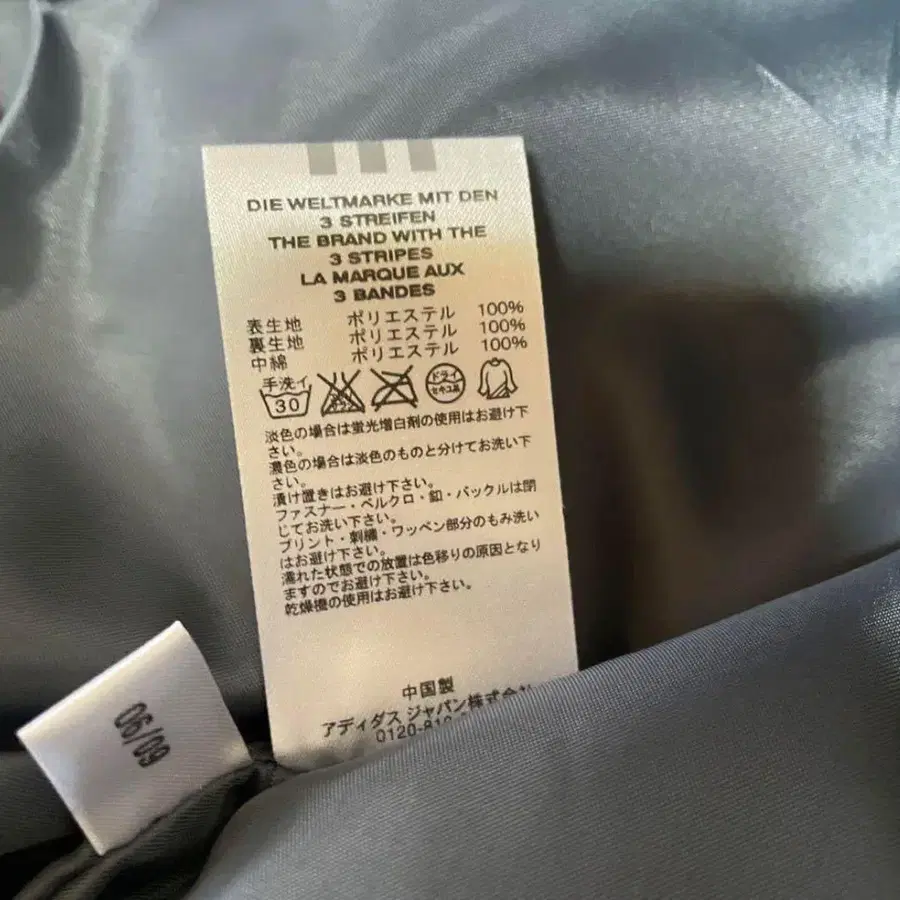 DIE WELTMARKE MIT DEN
3 STREIFEN
THE BRAND WITH THE
3 STRIPES
LA MARQUE AUX
3 BANDES
表生地 ポリエステル 100%
裏生地 ポリエステル 100%
中綿 ポリエステル 100%
手洗イ
30
ドライ
セキユ系
淡色の場合は蛍光増白剤の使用はお避け下
さい。
濃色の場合は淡色のものと分けてお洗い下
さい。
漬け置きはお避け下さい。
ファスナー・ベルクロ・釦・バックルは閉
じてお洗い下さい。
プリント・刺繍・ワッペン部分のもみ洗い
はお避け下さい。
濡れた状態での放置は色移りの原因となり
ますのでお避け下さい。
乾燥機の使用はお避け下さい。
中国製
アディダス ジャパン株式会社
0120-810
06/09